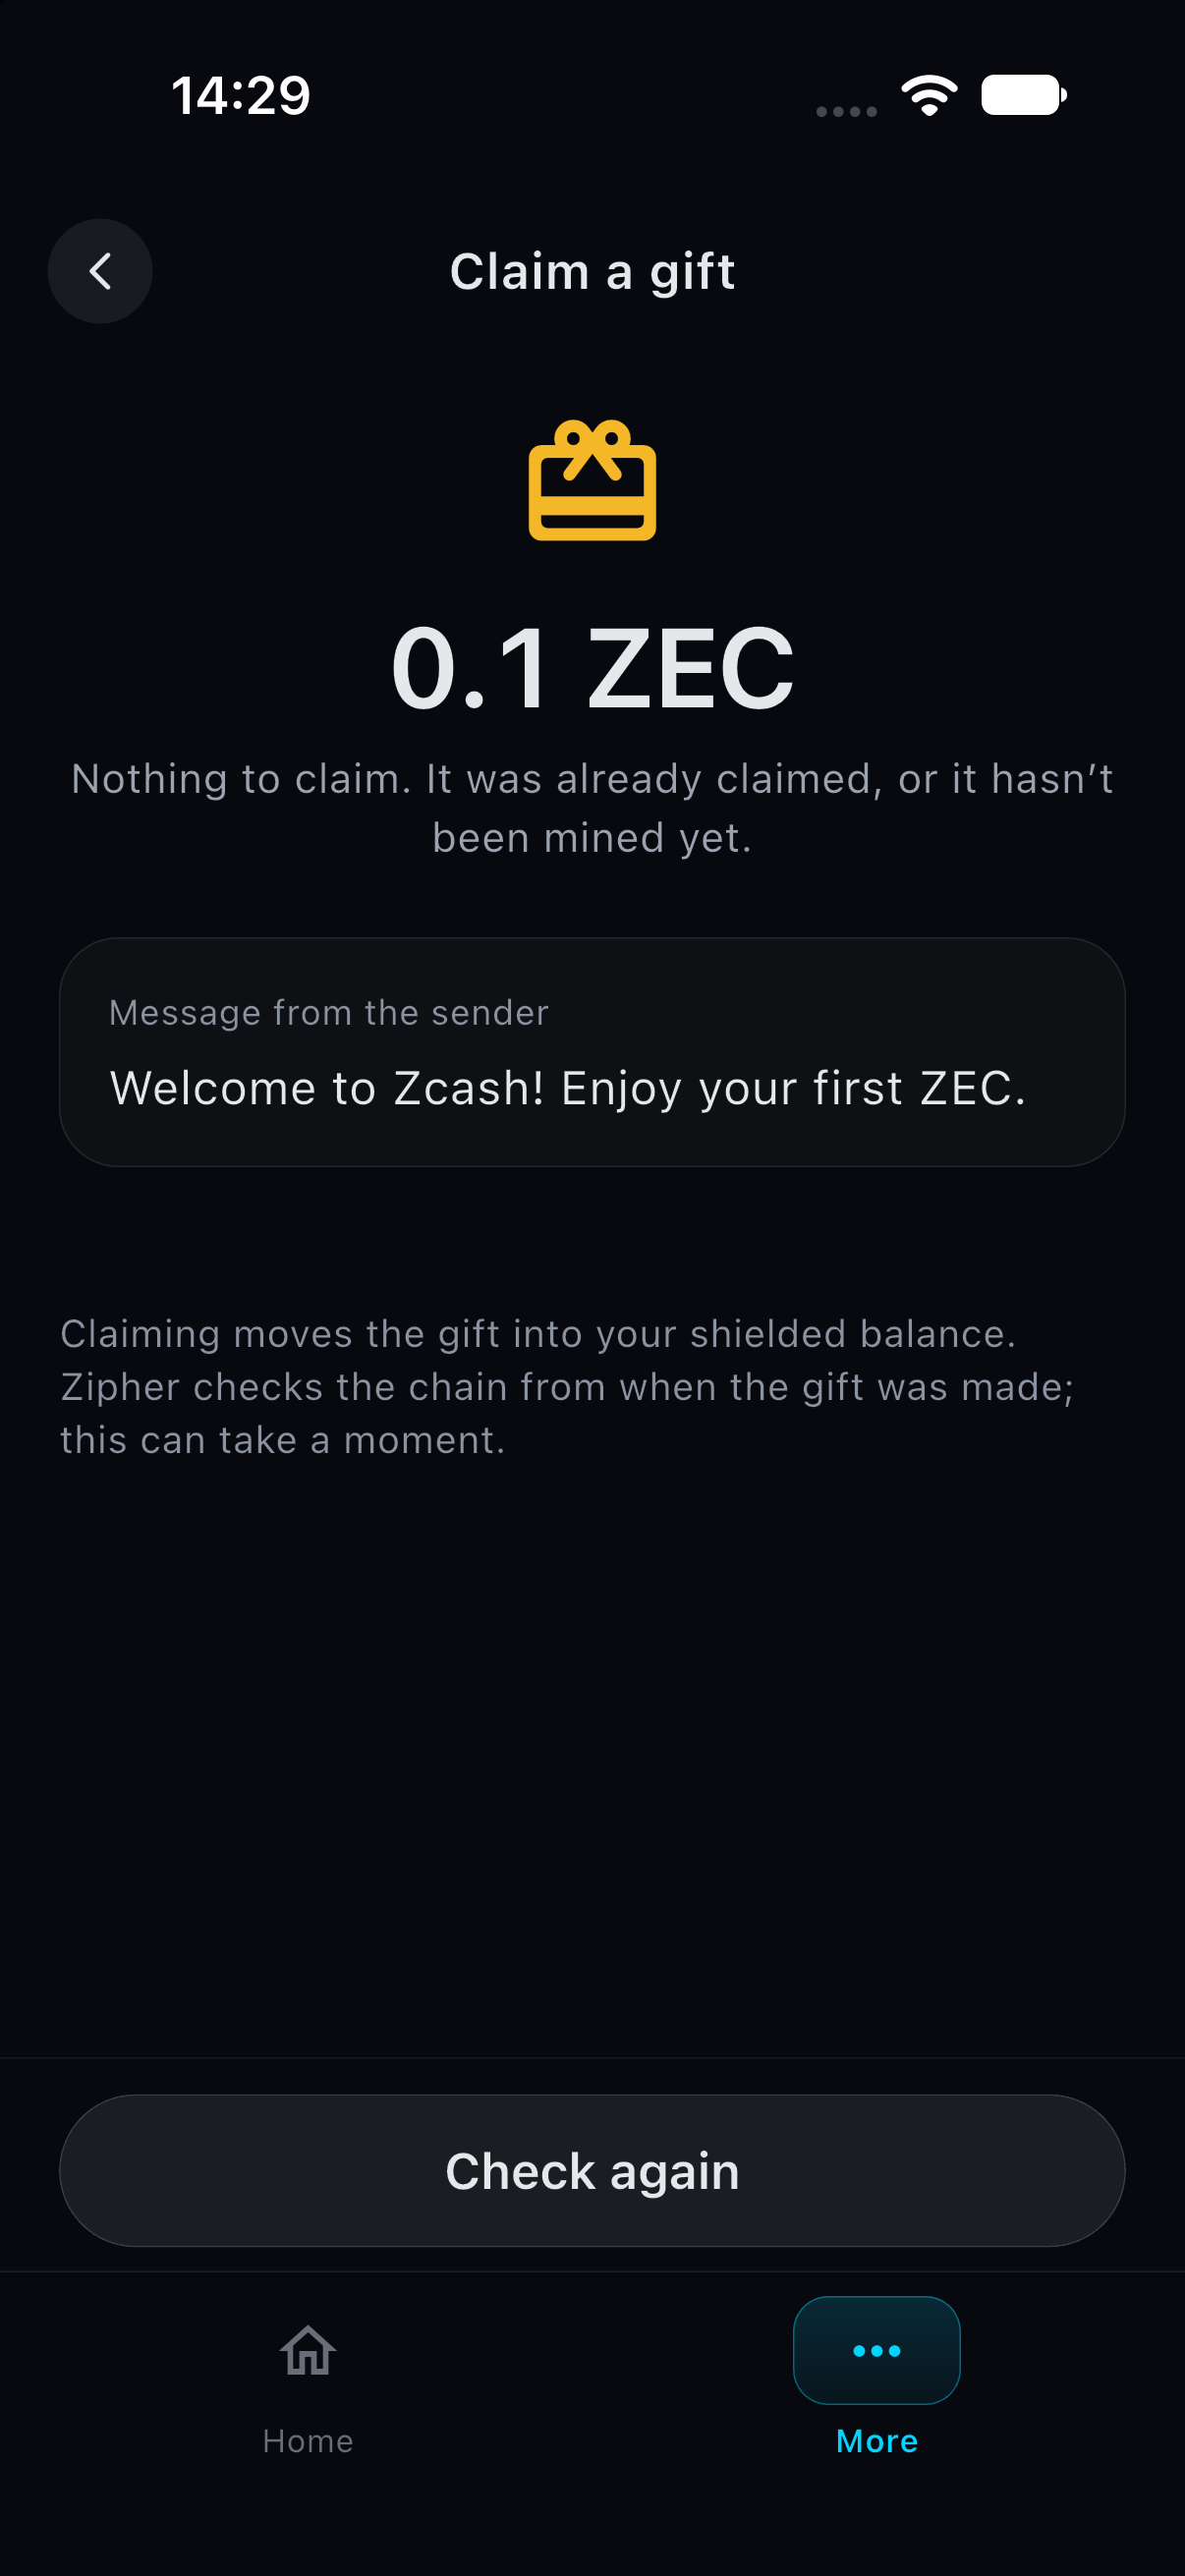 14:29
Claim a gift
0.1 ZEC
Nothing to claim. It was already claimed, or it hasn’t
been mined yet.
Message from the sender
Welcome to Zcash! Enjoy your first ZEC.
Claiming moves the gift into your shielded balance.
Zipher checks the chain from when the gift was made;
this can take a moment.
Check again
Home
More